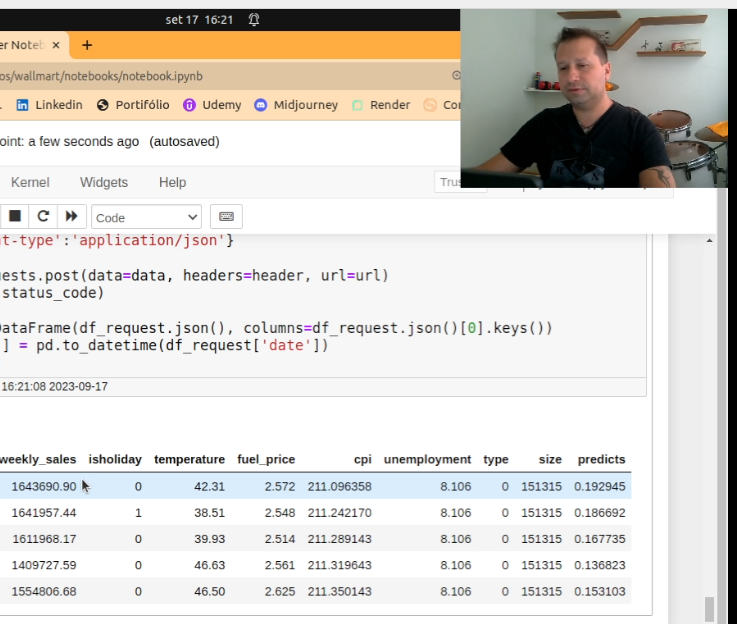 set 17 16:21
er Noteb × +
os/wallmart/notebooks/notebook.ipynb
Linkedin Portifólio Udemy Midjourney Render Co
oint: a few seconds ago (autosaved)
Kernel Widgets Help Trus
Code
t-type':'application/json'}
ests.post(data=data, headers=header, url=url)
status_code)
DataFrame(df_request.json(), columns=df_request.json()[0].keys())
] = pd.to_datetime(df_request['date'])
16:21:08 2023-09-17
weekly_sales isholiday temperature fuel_price cpi unemployment type size predicts
1643690.90 0 42.31 2.572 211.096358 8.106 0 151315 0.192945
1641957.44 1 38.51 2.548 211.242170 8.106 0 151315 0.186692
1611968.17 0 39.93 2.514 211.289143 8.106 0 151315 0.167735
1409727.59 0 46.63 2.561 211.319643 8.106 0 151315 0.136823
1554806.68 0 46.50 2.625 211.350143 8.106 0 151315 0.153103